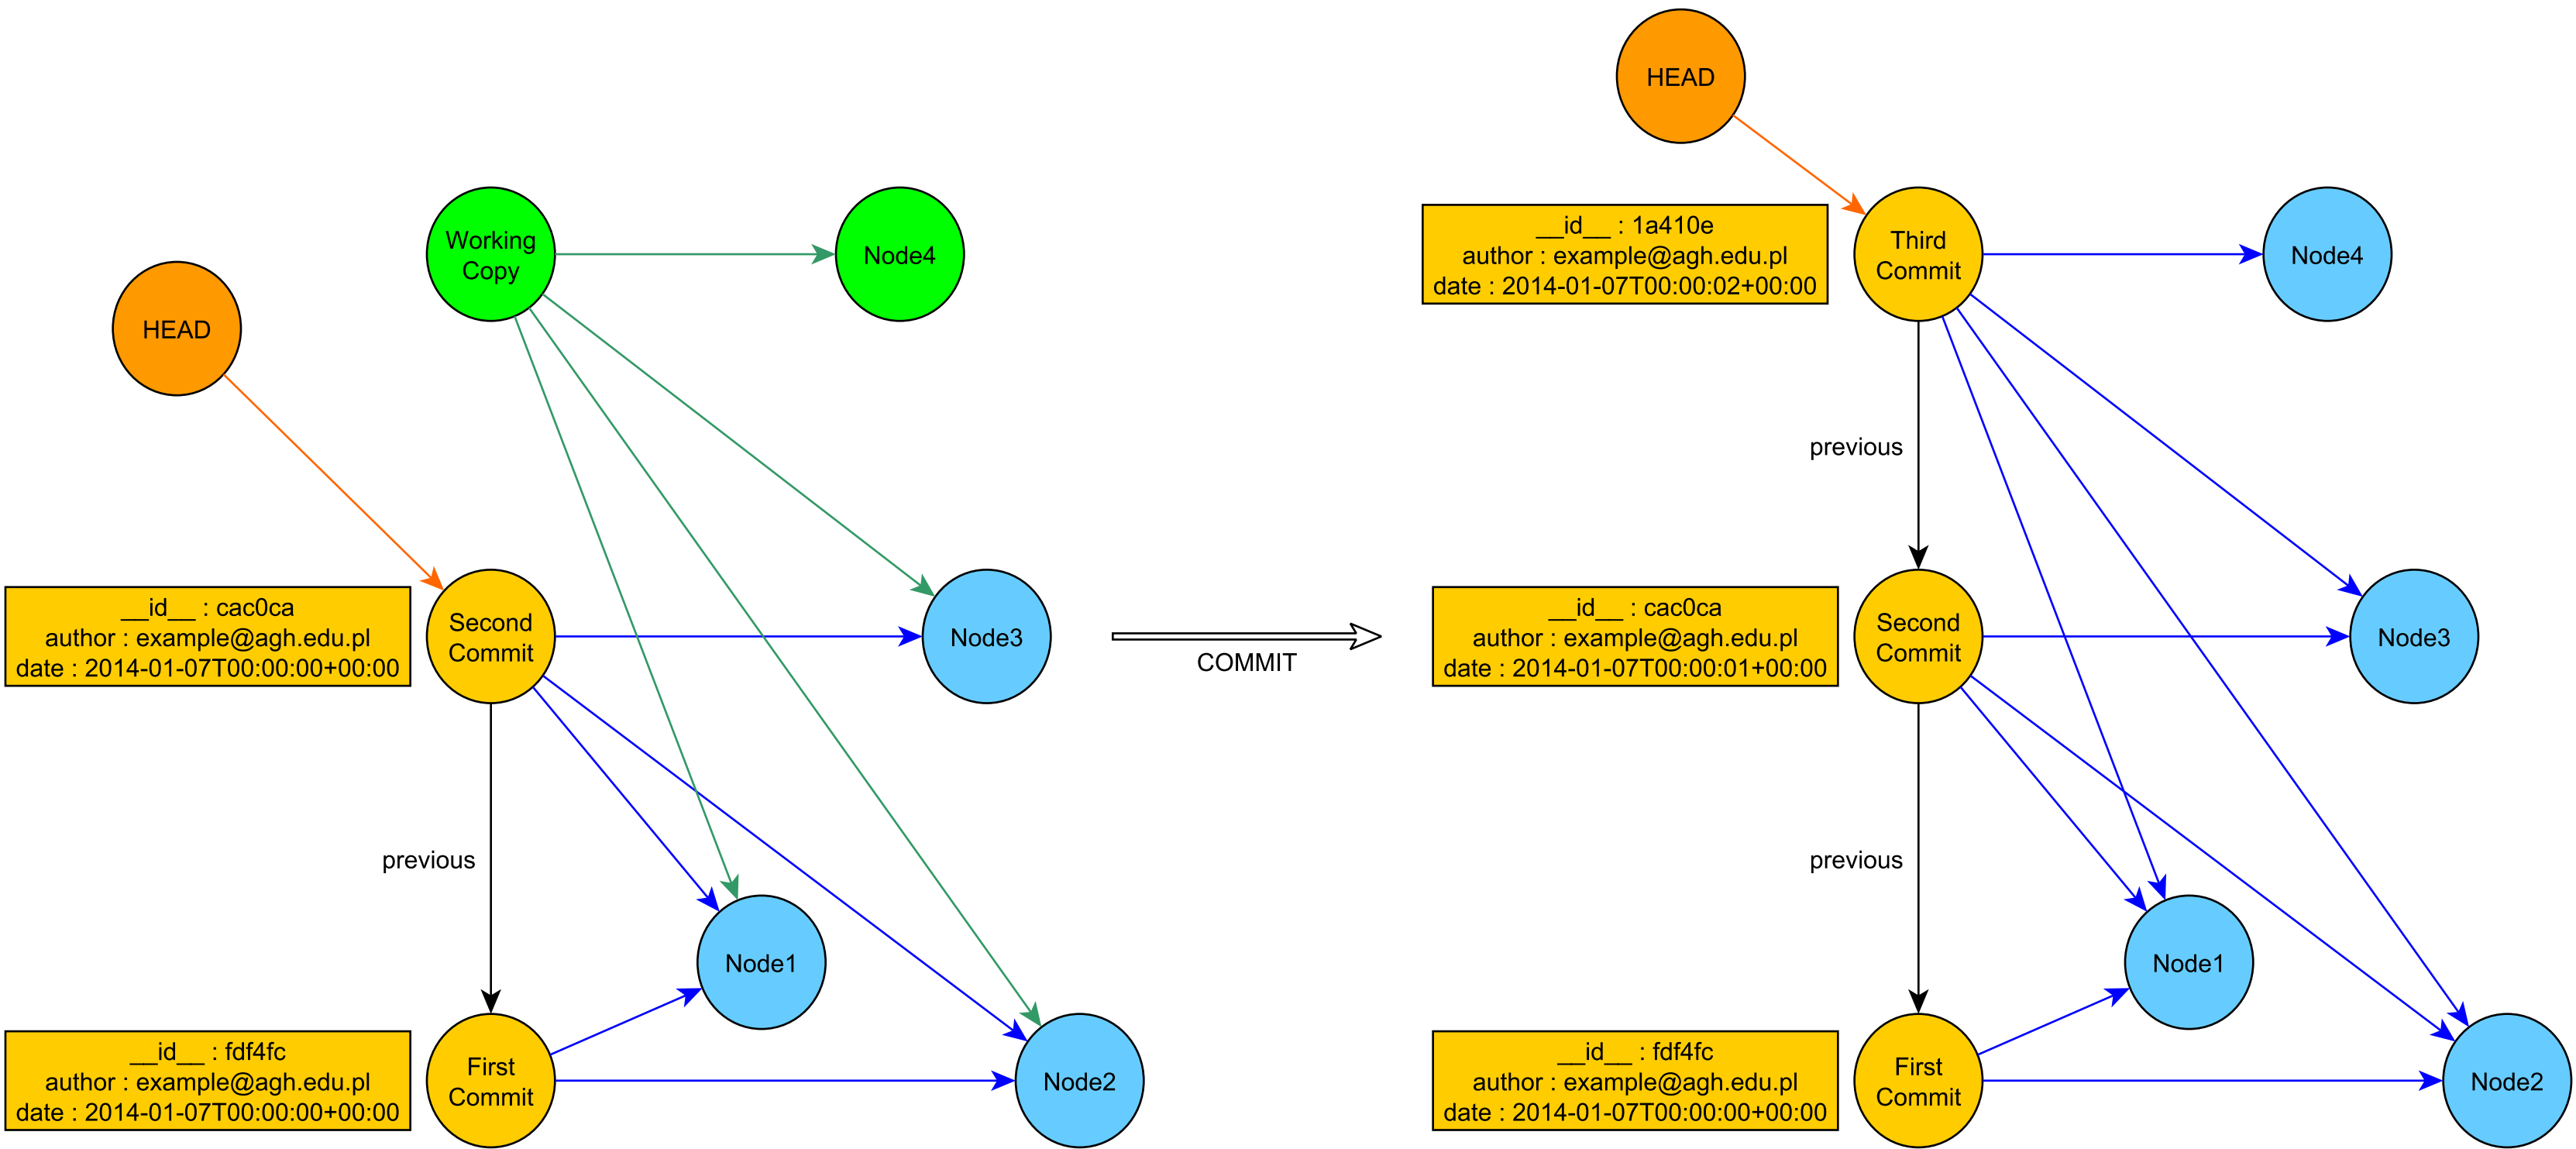 HEAD
Working
Copy
Node4
__id__ : cac0ca
author : example@agh.edu.pl
date : 2014-01-07T00:00:00+00:00
Second
Commit
Node3
previous
Node1
__id__ : fdf4fc
author : example@agh.edu.pl
date : 2014-01-07T00:00:00+00:00
First
Commit
Node2
COMMIT
HEAD
__id__ : 1a410e
author : example@agh.edu.pl
date : 2014-01-07T00:00:02+00:00
Third
Commit
Node4
previous
__id__ : cac0ca
author : example@agh.edu.pl
date : 2014-01-07T00:00:01+00:00
Second
Commit
Node3
previous
Node1
__id__ : fdf4fc
author : example@agh.edu.pl
date : 2014-01-07T00:00:00+00:00
First
Commit
Node2